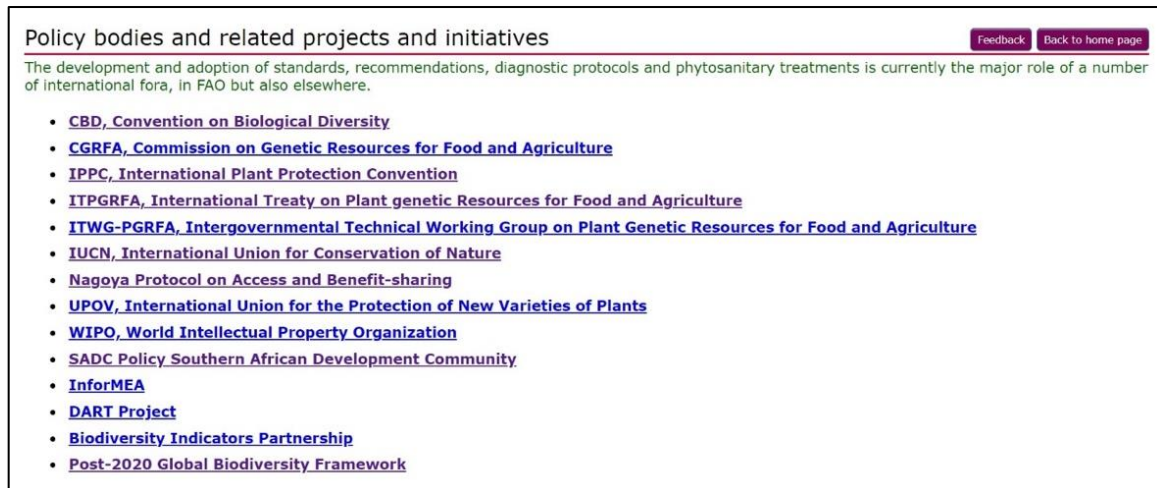 Policy bodies and related projects and initiatives
Feedback
Back to home page
The development and adoption of standards, recommendations, diagnostic protocols and phytosanitary treatments is currently the major role of a number
of international fora, in FAO but also elsewhere.
• CBD, Convention on Biological Diversity
• CGRFA, Commission on Genetic Resources for Food and Agriculture
• IPPC, International Plant Protection Convention
• ITPGRFA, International Treaty on Plant genetic Resources for Food and Agriculture
• ITWG-PGRFA, Intergovernmental Technical Working Group on Plant Genetic Resources for Food and Agriculture
• IUCN, International Union for Conservation of Nature
• Nagoya Protocol on Access and Benefit-sharing
• UPOV, International Union for the Protection of New Varieties of Plants
• WIPO, World Intellectual Property Organization
• SADC Policy Southern African Development Community
• InforMEA
• DART Project
• Biodiversity Indicators Partnership
• Post-2020 Global Biodiversity Framework